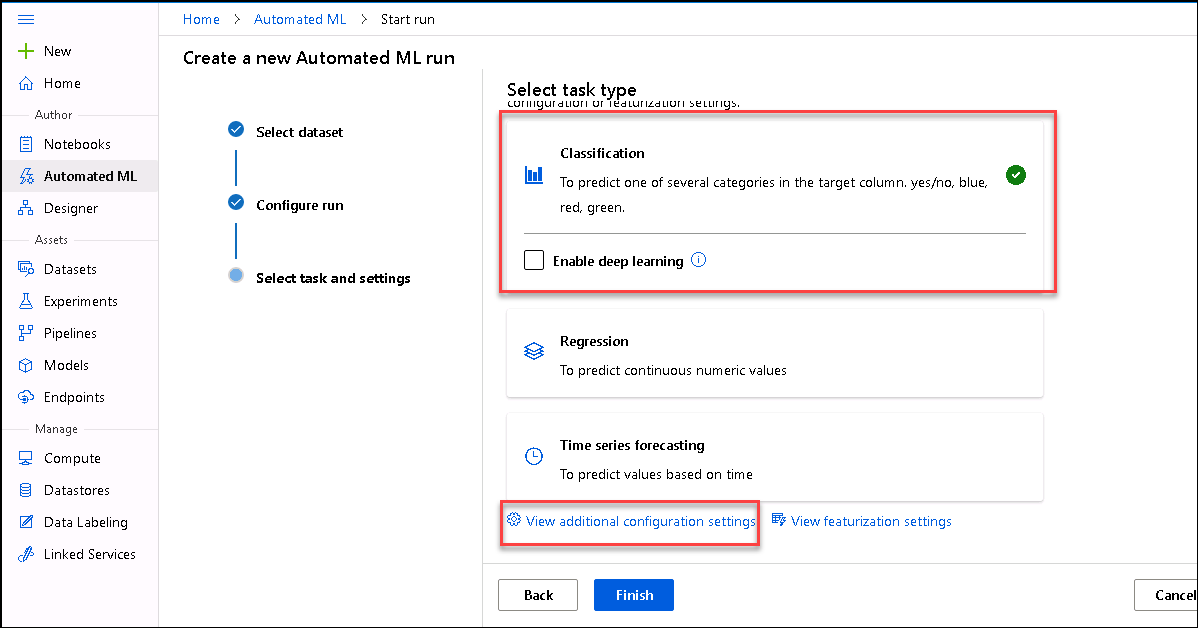 Home > Automated ML > Start run
New
Home
Author
Notebooks
Automated ML
Designer
Assets
Datasets
Experiments
Pipelines
Models
Endpoints
Manage
Compute
Datastores
Data Labeling
Linked Services
Create a new Automated ML run
Select dataset
Configure run
Select task and settings
Select task type
configuration or featurization settings.
Classification
To predict one of several categories in the target column. yes/no, blue,
red, green.
Enable deep learning
Regression
To predict continuous numeric values
Time series forecasting
To predict values based on time
View additional configuration settings
View featurization settings
Back
Finish
Cancel